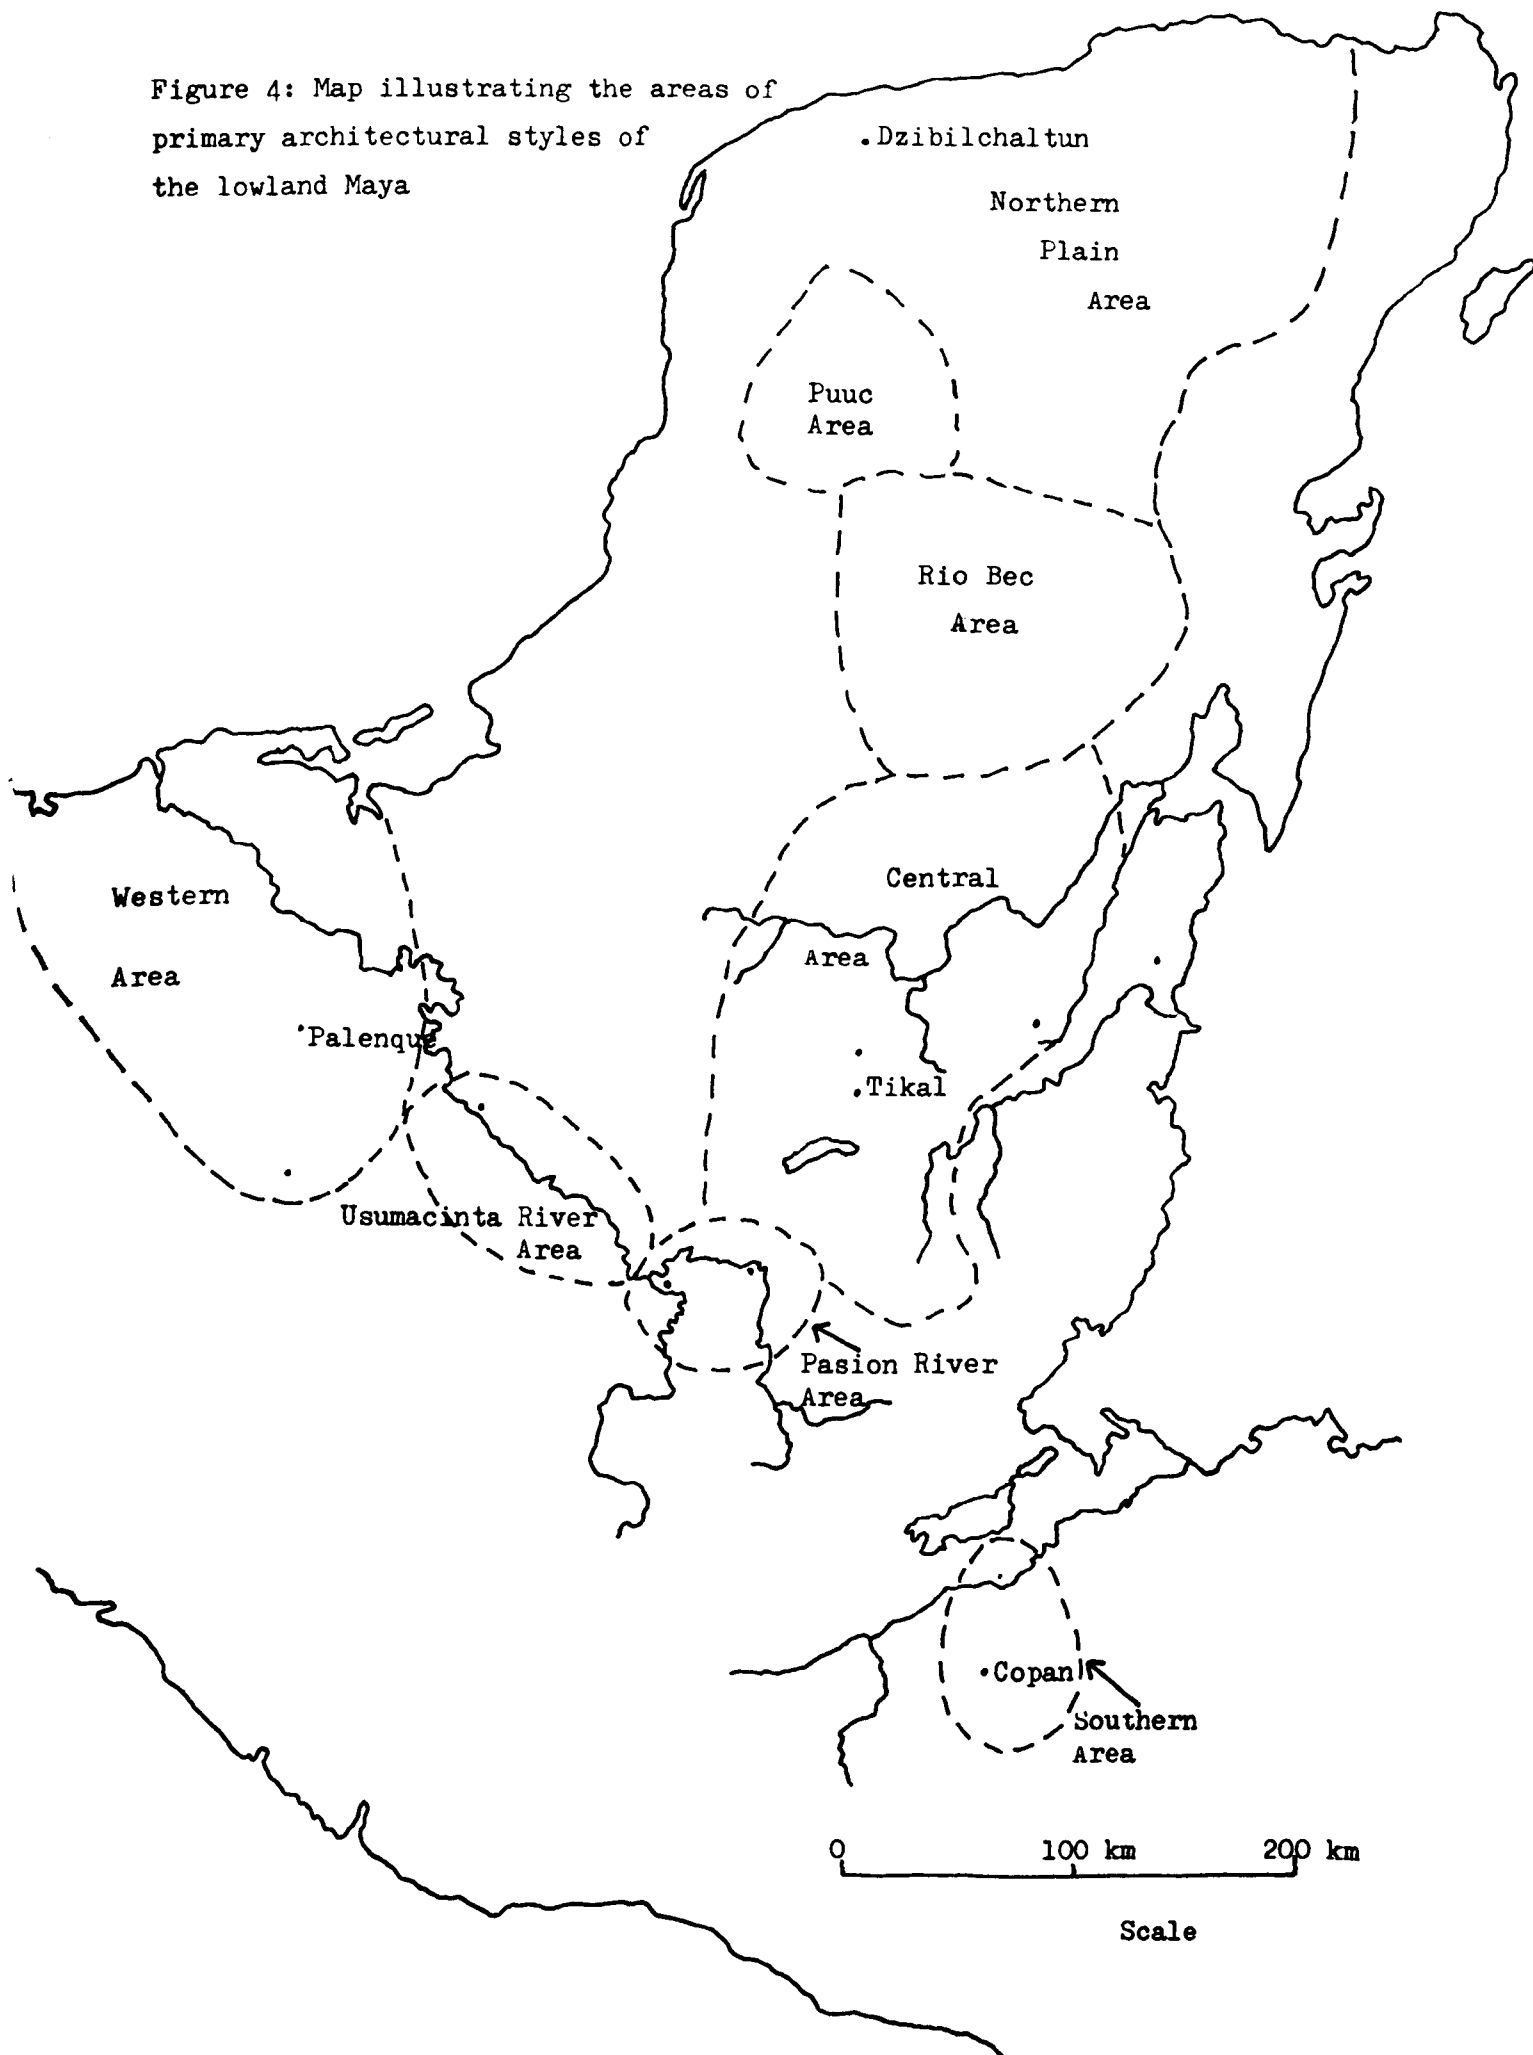 Figure 4: Map illustrating the areas of
primary architectural styles of
the lowland Maya
Dzibilchaltun
Northern
Plain
Area
Puuc
Area
Rio Bec
Area
Central
Area
Western
Area
Palenque
Tikal
Usumacinta River
Area
Pasion River
Area
Copan
Southern
Area
0 100 km 200 km
Scale